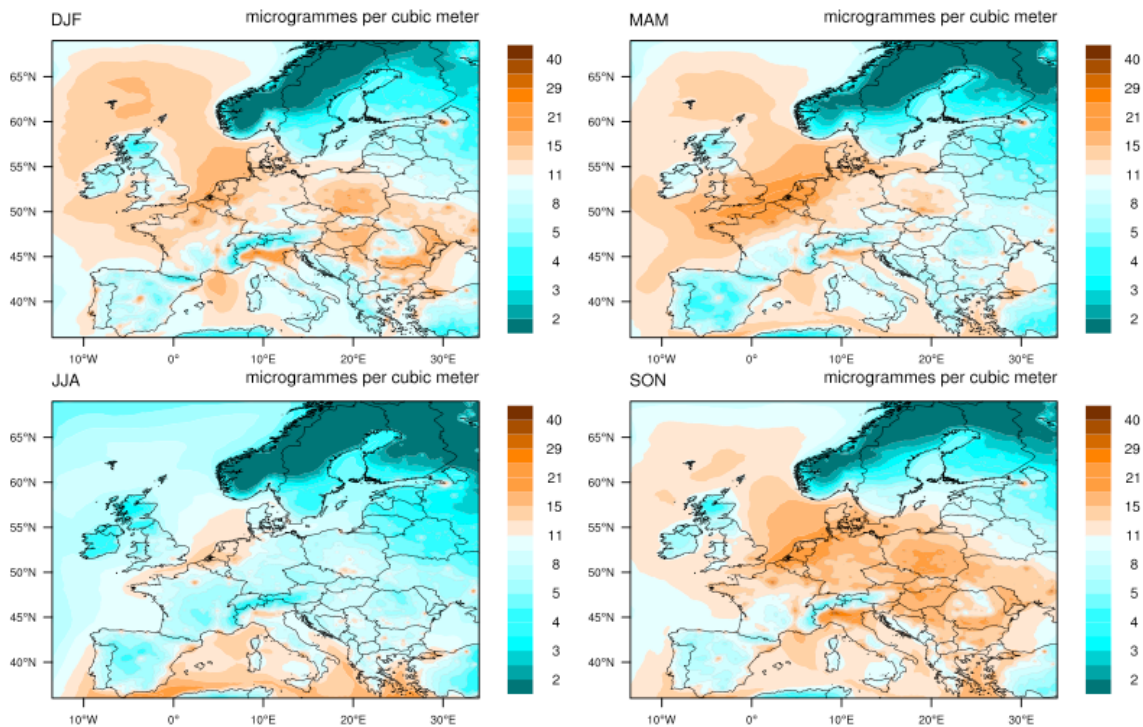 DJF microgrammes per cubic meter
65°N
60°N
55°N
50°N
45°N
40°N
10°W 0° 10°E 20°E 30°E
40
29
21
15
11
8
5
4
3
2
MAM microgrammes per cubic meter
65°N
60°N
55°N
50°N
45°N
40°N
10°W 0° 10°E 20°E 30°E
40
29
21
15
11
8
5
4
3
2
JJA microgrammes per cubic meter
65°N
60°N
55°N
50°N
45°N
40°N
10°W 0° 10°E 20°E 30°E
40
29
21
15
11
8
5
4
3
2
SON microgrammes per cubic meter
65°N
60°N
55°N
50°N
45°N
40°N
10°W 0° 10°E 20°E 30°E
40
29
21
15
11
8
5
4
3
2